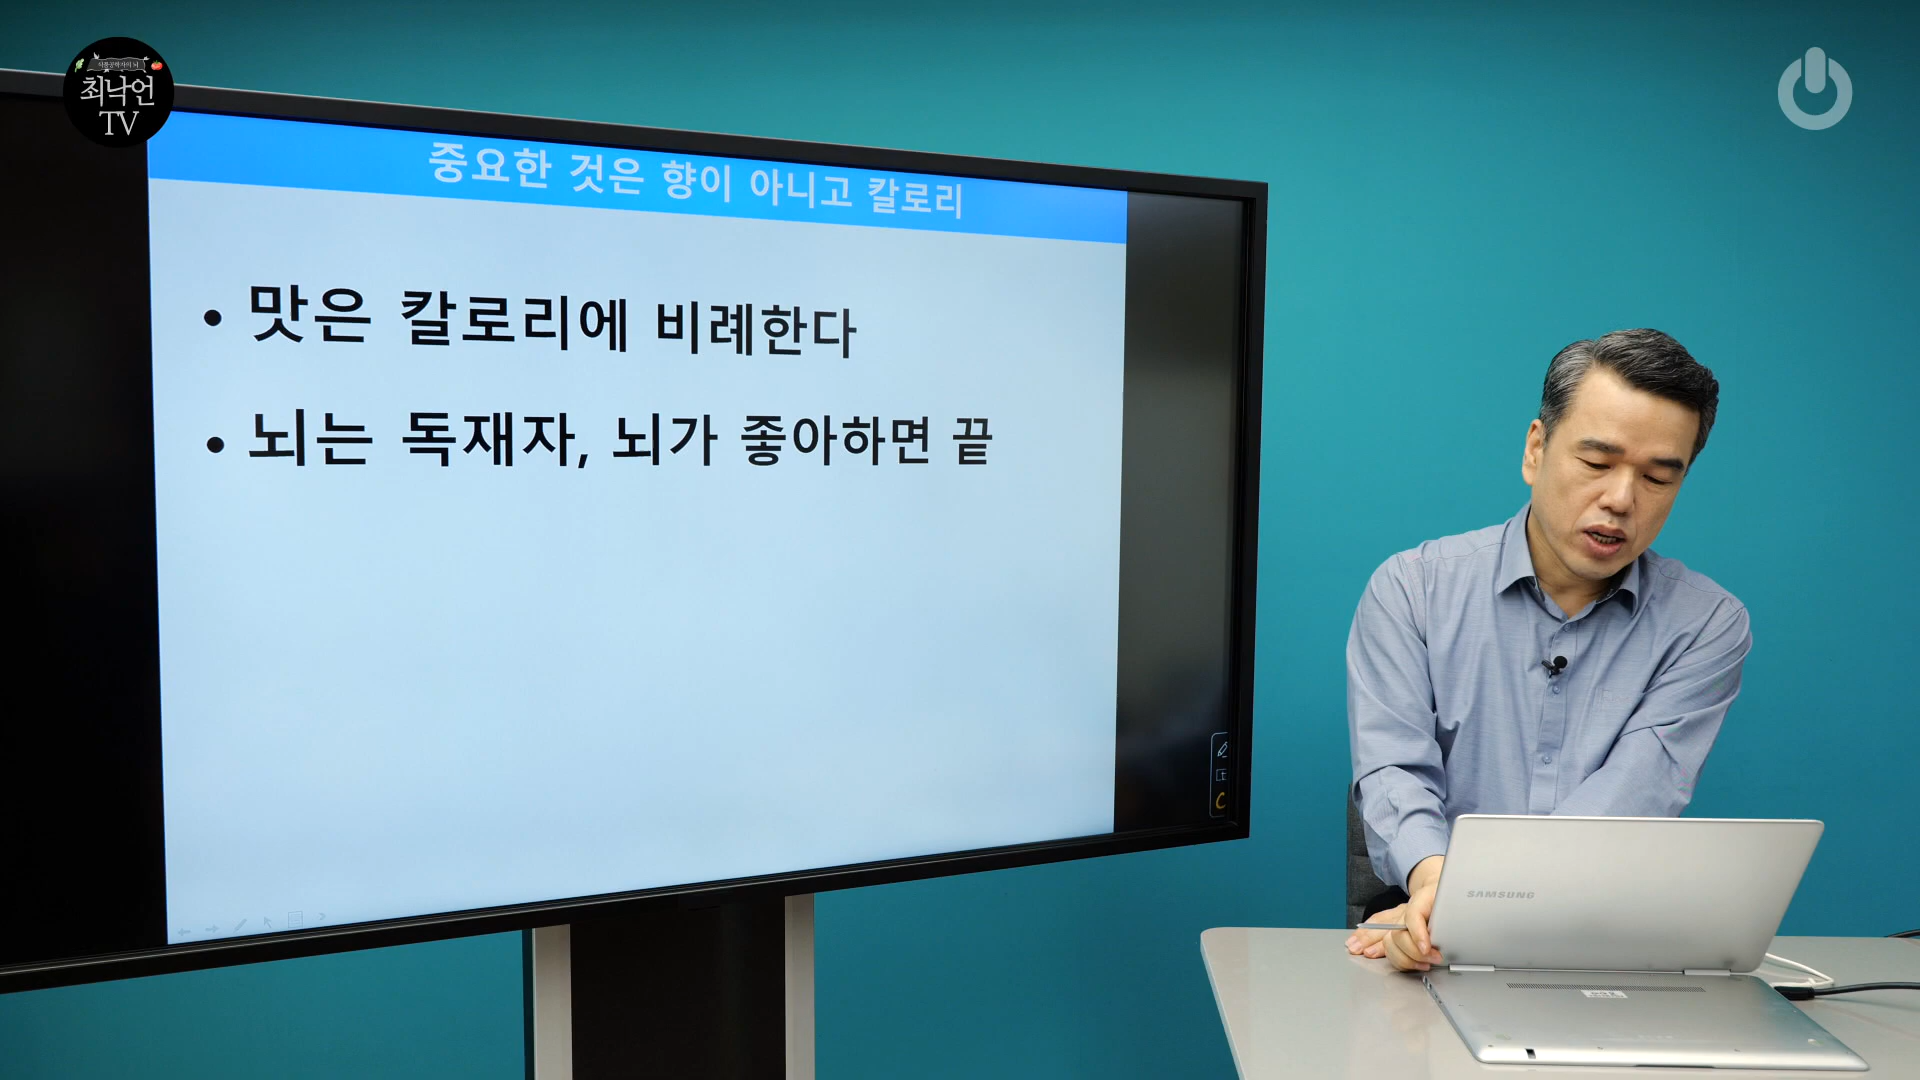 최낙언
TV
중요한 것은 향이 아니고 칼로리
• 맛은 칼로리에 비례한다
• 뇌는 독재자, 뇌가 좋아하면 끝
SAMSUNG